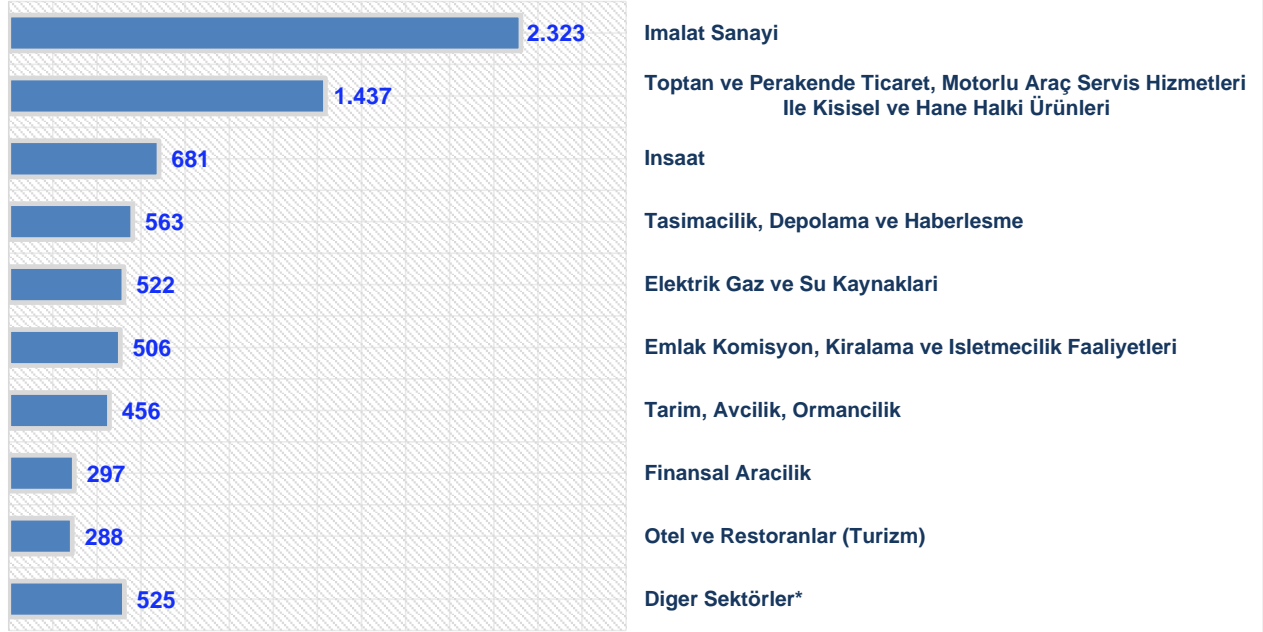 2.323 Imalat Sanayi
1.437 Toptan ve Perakende Ticaret, Motorlu Araç Servis Hizmetleri
Ile Kisisel ve Hane Halki Ürünleri
681 Insaat
563 Tasimacilik, Depolama ve Haberlesme
522 Elektrik Gaz ve Su Kaynaklari
506 Emlak Komisyon, Kiralama ve Isletmecilik Faaliyetleri
456 Tarim, Avcilik, Ormancilik
297 Finansal Aracilik
288 Otel ve Restoranlar (Turizm)
525 Diger Sektörler*